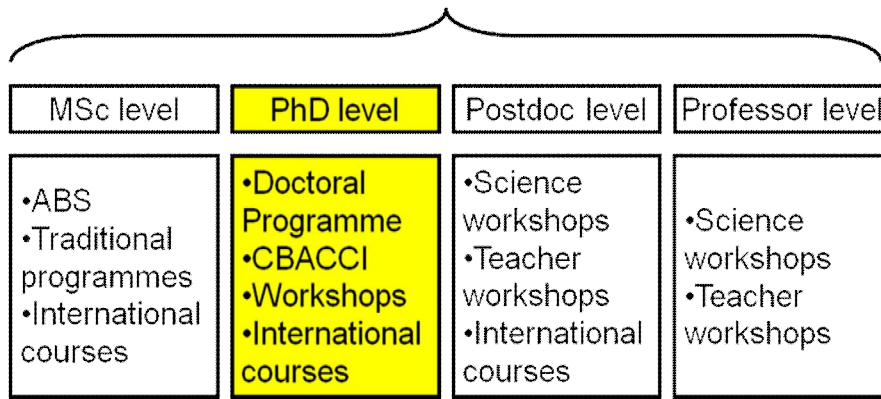 MSc level
PhD level
Postdoc level
Professor level
•ABS
•Traditional
programmes
•International
courses
•Doctoral
Programme
•CBACCI
•Workshops
•International
courses
•Science
workshops
•Teacher
workshops
•International
courses
•Science
workshops
•Teacher
workshops